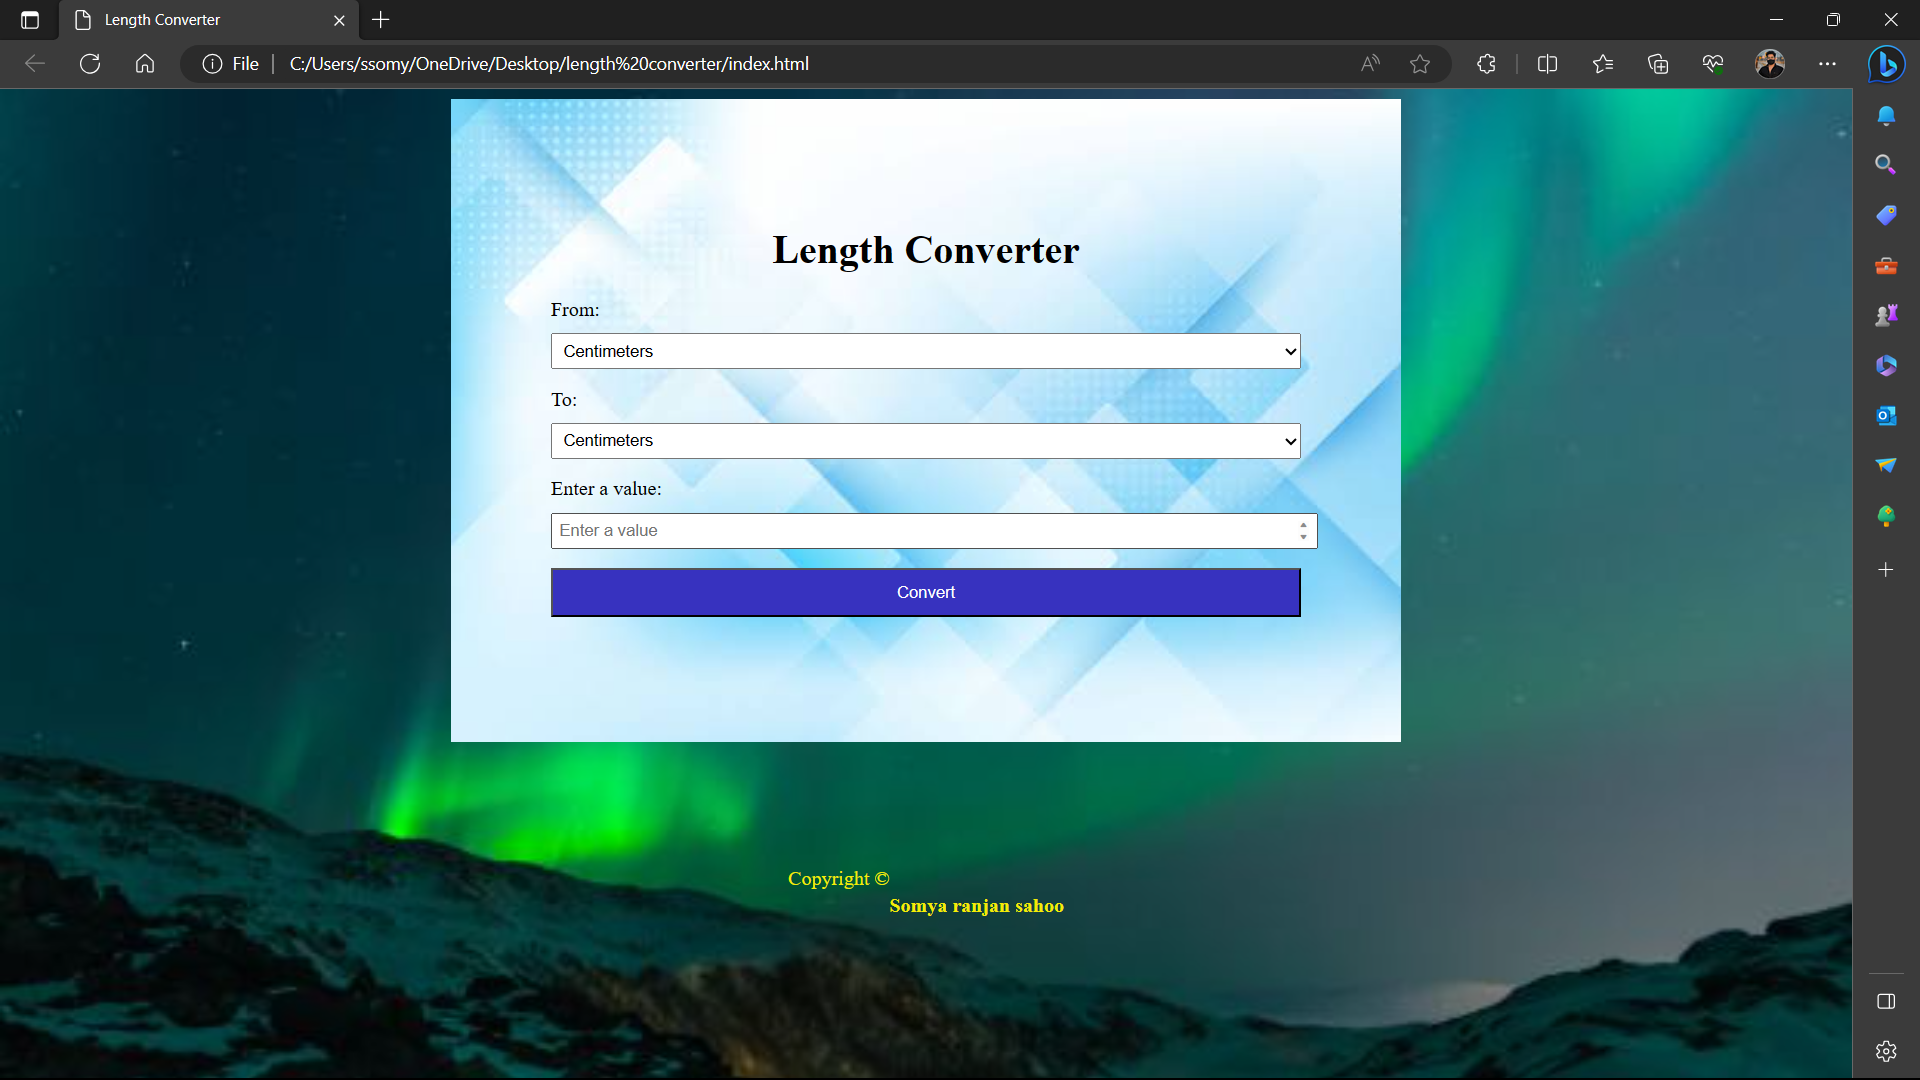 Length Converter
File
C:/Users/ssomy/OneDrive/Desktop/length%20converter/index.html
Length Converter
From:
Centimeters
To:
Centimeters
Enter a value:
Enter a value
Convert
Copyright ©
Somya ranjan sahoo